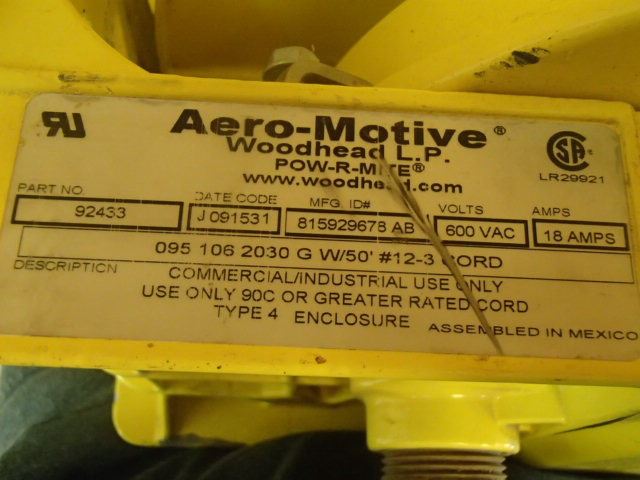 RU
Aero-Motive®
Woodhead L.P.
POW-R-MITE®
www.woodhead.com
CSA®
LR29921
PART NO DATE CODE MFG. ID# VOLTS AMPS
92433 J 091531 815929678 AB 600 VAC 18 AMPS
095 106 2030 G W/50' #12-3 CORD
DESCRIPTION
COMMERCIAL/INDUSTRIAL USE ONLY
USE ONLY 90C OR GREATER RATED CORD
TYPE 4 ENCLOSURE
ASSEMBLED IN MEXICO